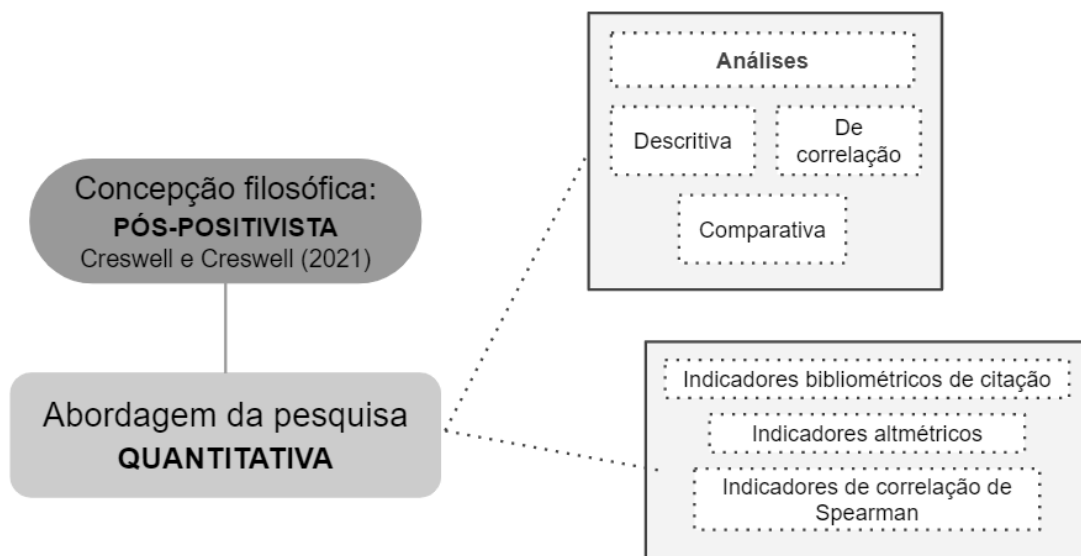 Concepção filosófica:
PÓS-POSITIVISTA
Creswell e Creswell (2021)
Abordagem da pesquisa
QUANTITATIVA
Análises
Descritiva
De
correlação
Comparativa
Indicadores bibliométricos de citação
Indicadores altmétricos
Indicadores de correlação de
Spearman